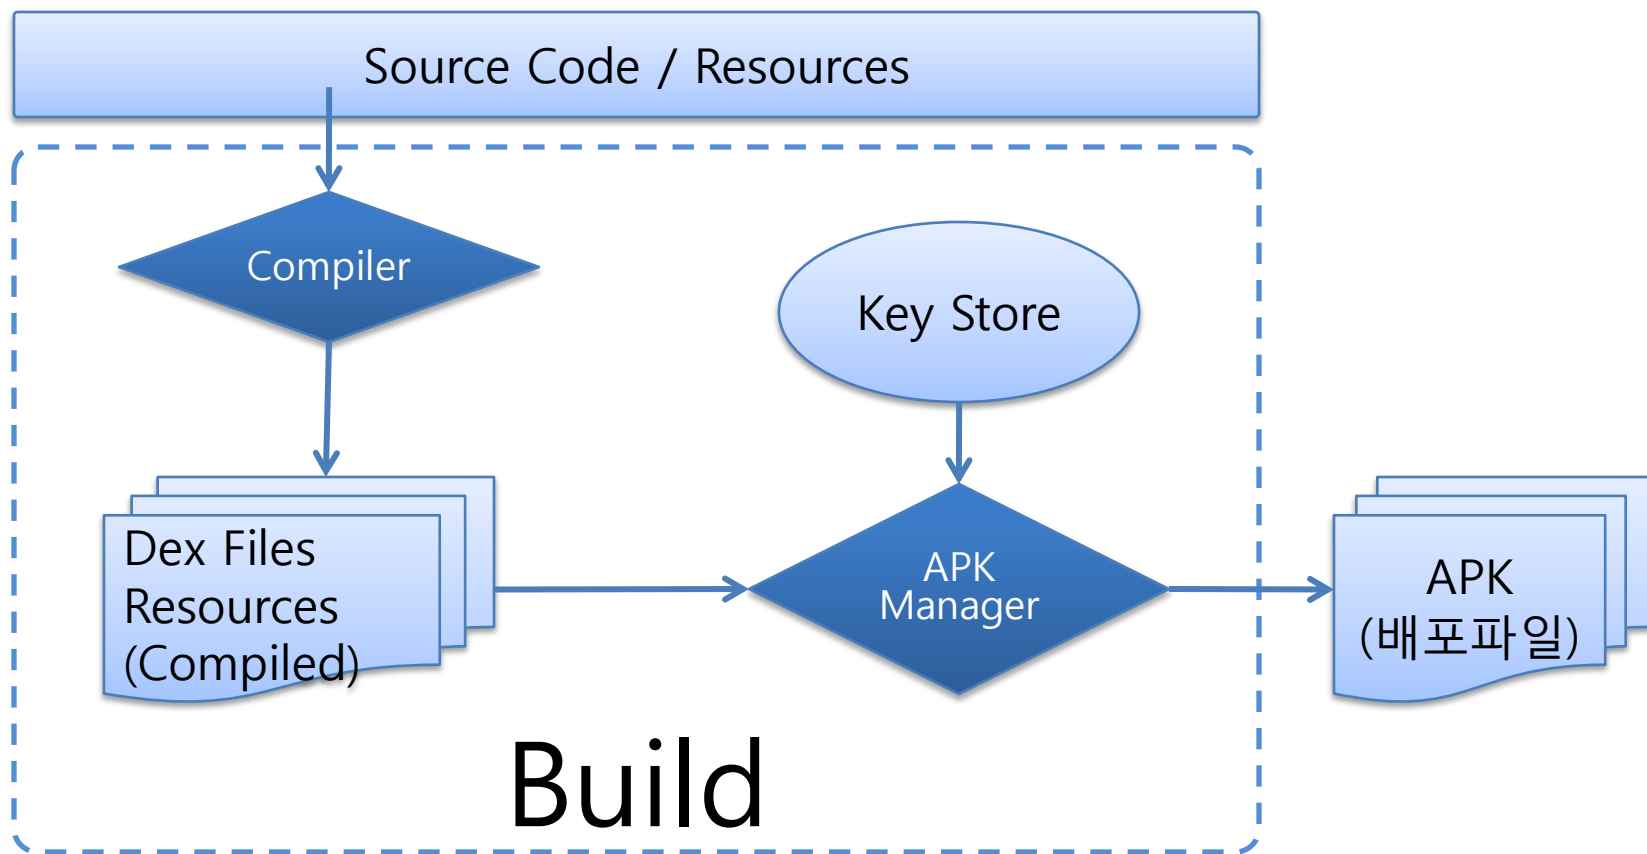 Source Code / Resources
Compiler
Key Store
Dex Files
Resources
(Compiled)
APK
Manager
APK
(배포파일)
Build